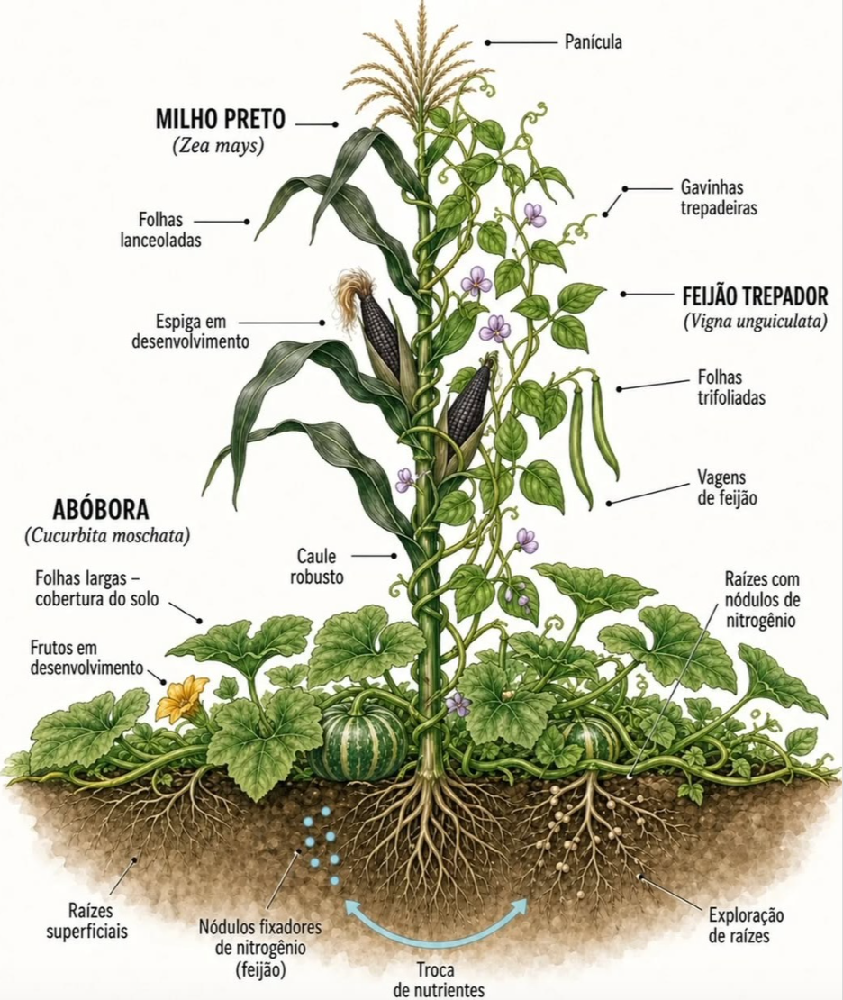 Panícula
MILHO PRETO
(Zea mays)
Gavinhas
trepadeiras
Folhas
lanceoladas
FEIJÃO TREPADOR
(Vigna unguiculata)
Espiga em
desenvolvimento
Folhas
trifoliadas
Vagens
de feijão
ABÓBORA
(Cucurbita moschata)
Caule
robusto
Folhas largas –
cobertura do solo
Raízes com
nódulos de
nitrogênio
Frutos em
desenvolvimento
Raízes
superficiais
Nódulos fixadores
de nitrogênio
(feijão)
Troca
de nutrientes
Exploração
de raízes